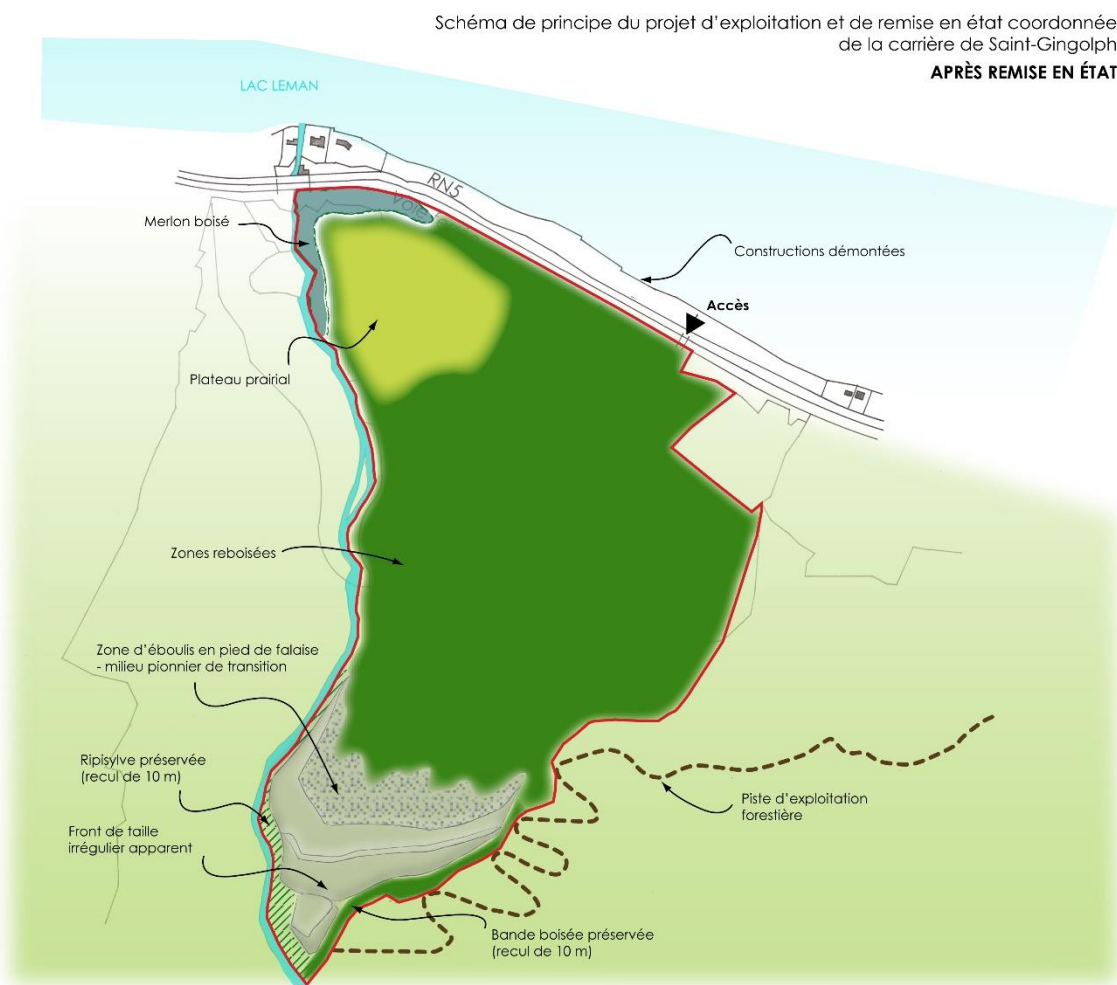 Schéma de principe du projet d'exploitation et de remise en état coordonnée
de la carrière de Saint-Gingolph
APRÈS REMISE EN ÉTAT
LAC LEMAN
RN5
Voie
Merlon boisé
Constructions démontées
Accès
Plateau prairial
Zones reboisées
Zone d'éboulis en pied de falaise
- milieu pionnier de transition
Ripisylve préservée
(recul de 10 m)
Piste d'exploitation
forestière
Front de taille
irrégulier apparent
Bande boisée préservée
(recul de 10 m)